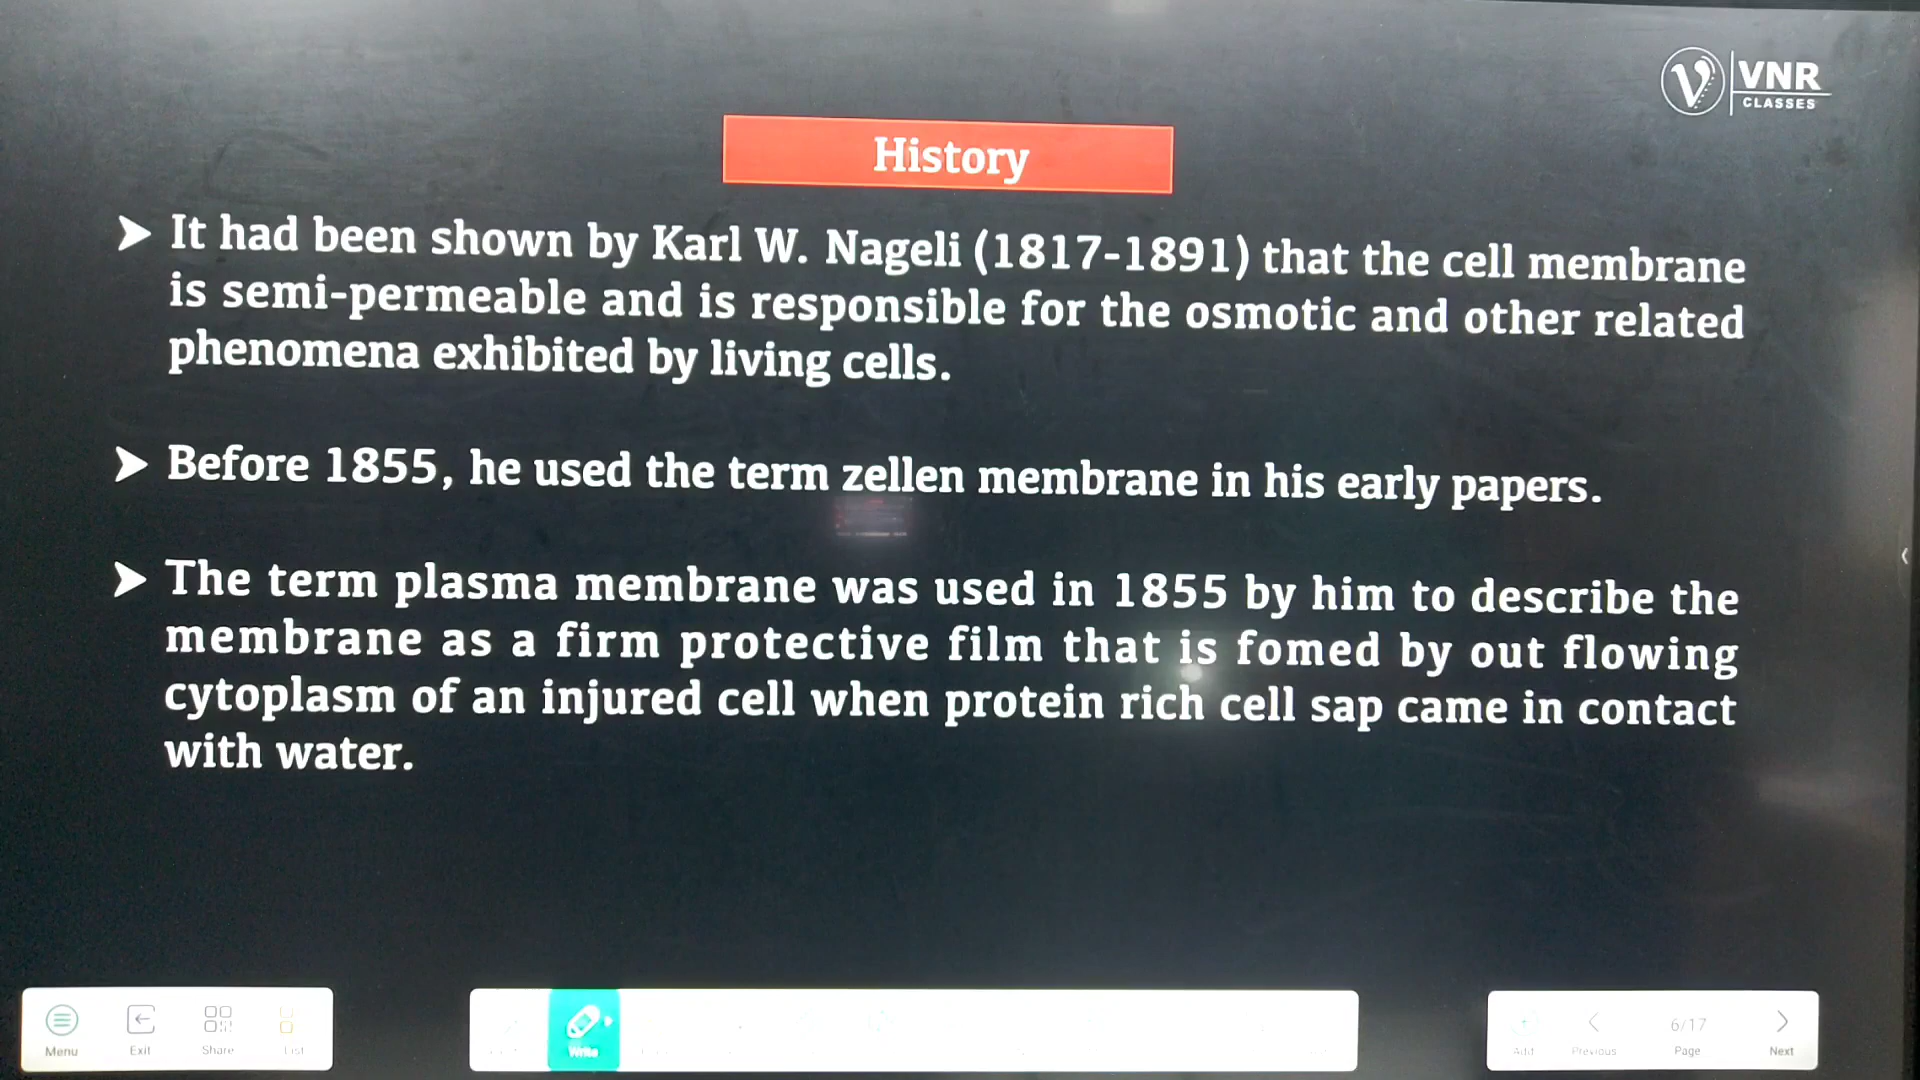 VNR
CLASSES
History
➤ It had been shown by Karl W. Nageli (1817-1891) that the cell membrane
is semi-permeable and is responsible for the osmotic and other related
phenomena exhibited by living cells.
➤ Before 1855, he used the term zellen membrane in his early papers.
➤ The term plasma membrane was used in 1855 by him to describe the
membrane as a firm protective film that is fomed by out flowing
cytoplasm of an injured cell when protein rich cell sap came in contact
with water.
Menu Exit Share List
Write
6/17
Add Previous Page Next